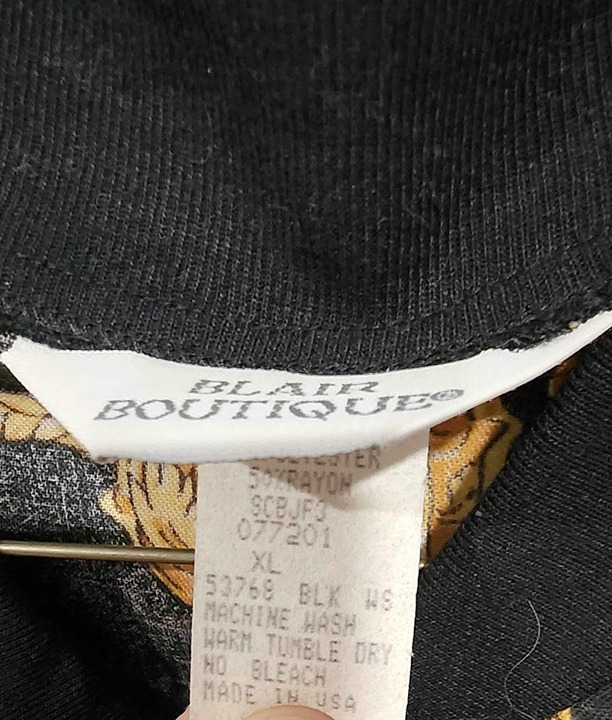 BLAIR
BOUTIQUE®
POLYESTER
50%RAYON
SCBJF3
077201
XL
53768 BLK WS
MACHINE WASH
WARM TUMBLE DRY
NO BLEACH
MADE IN USA